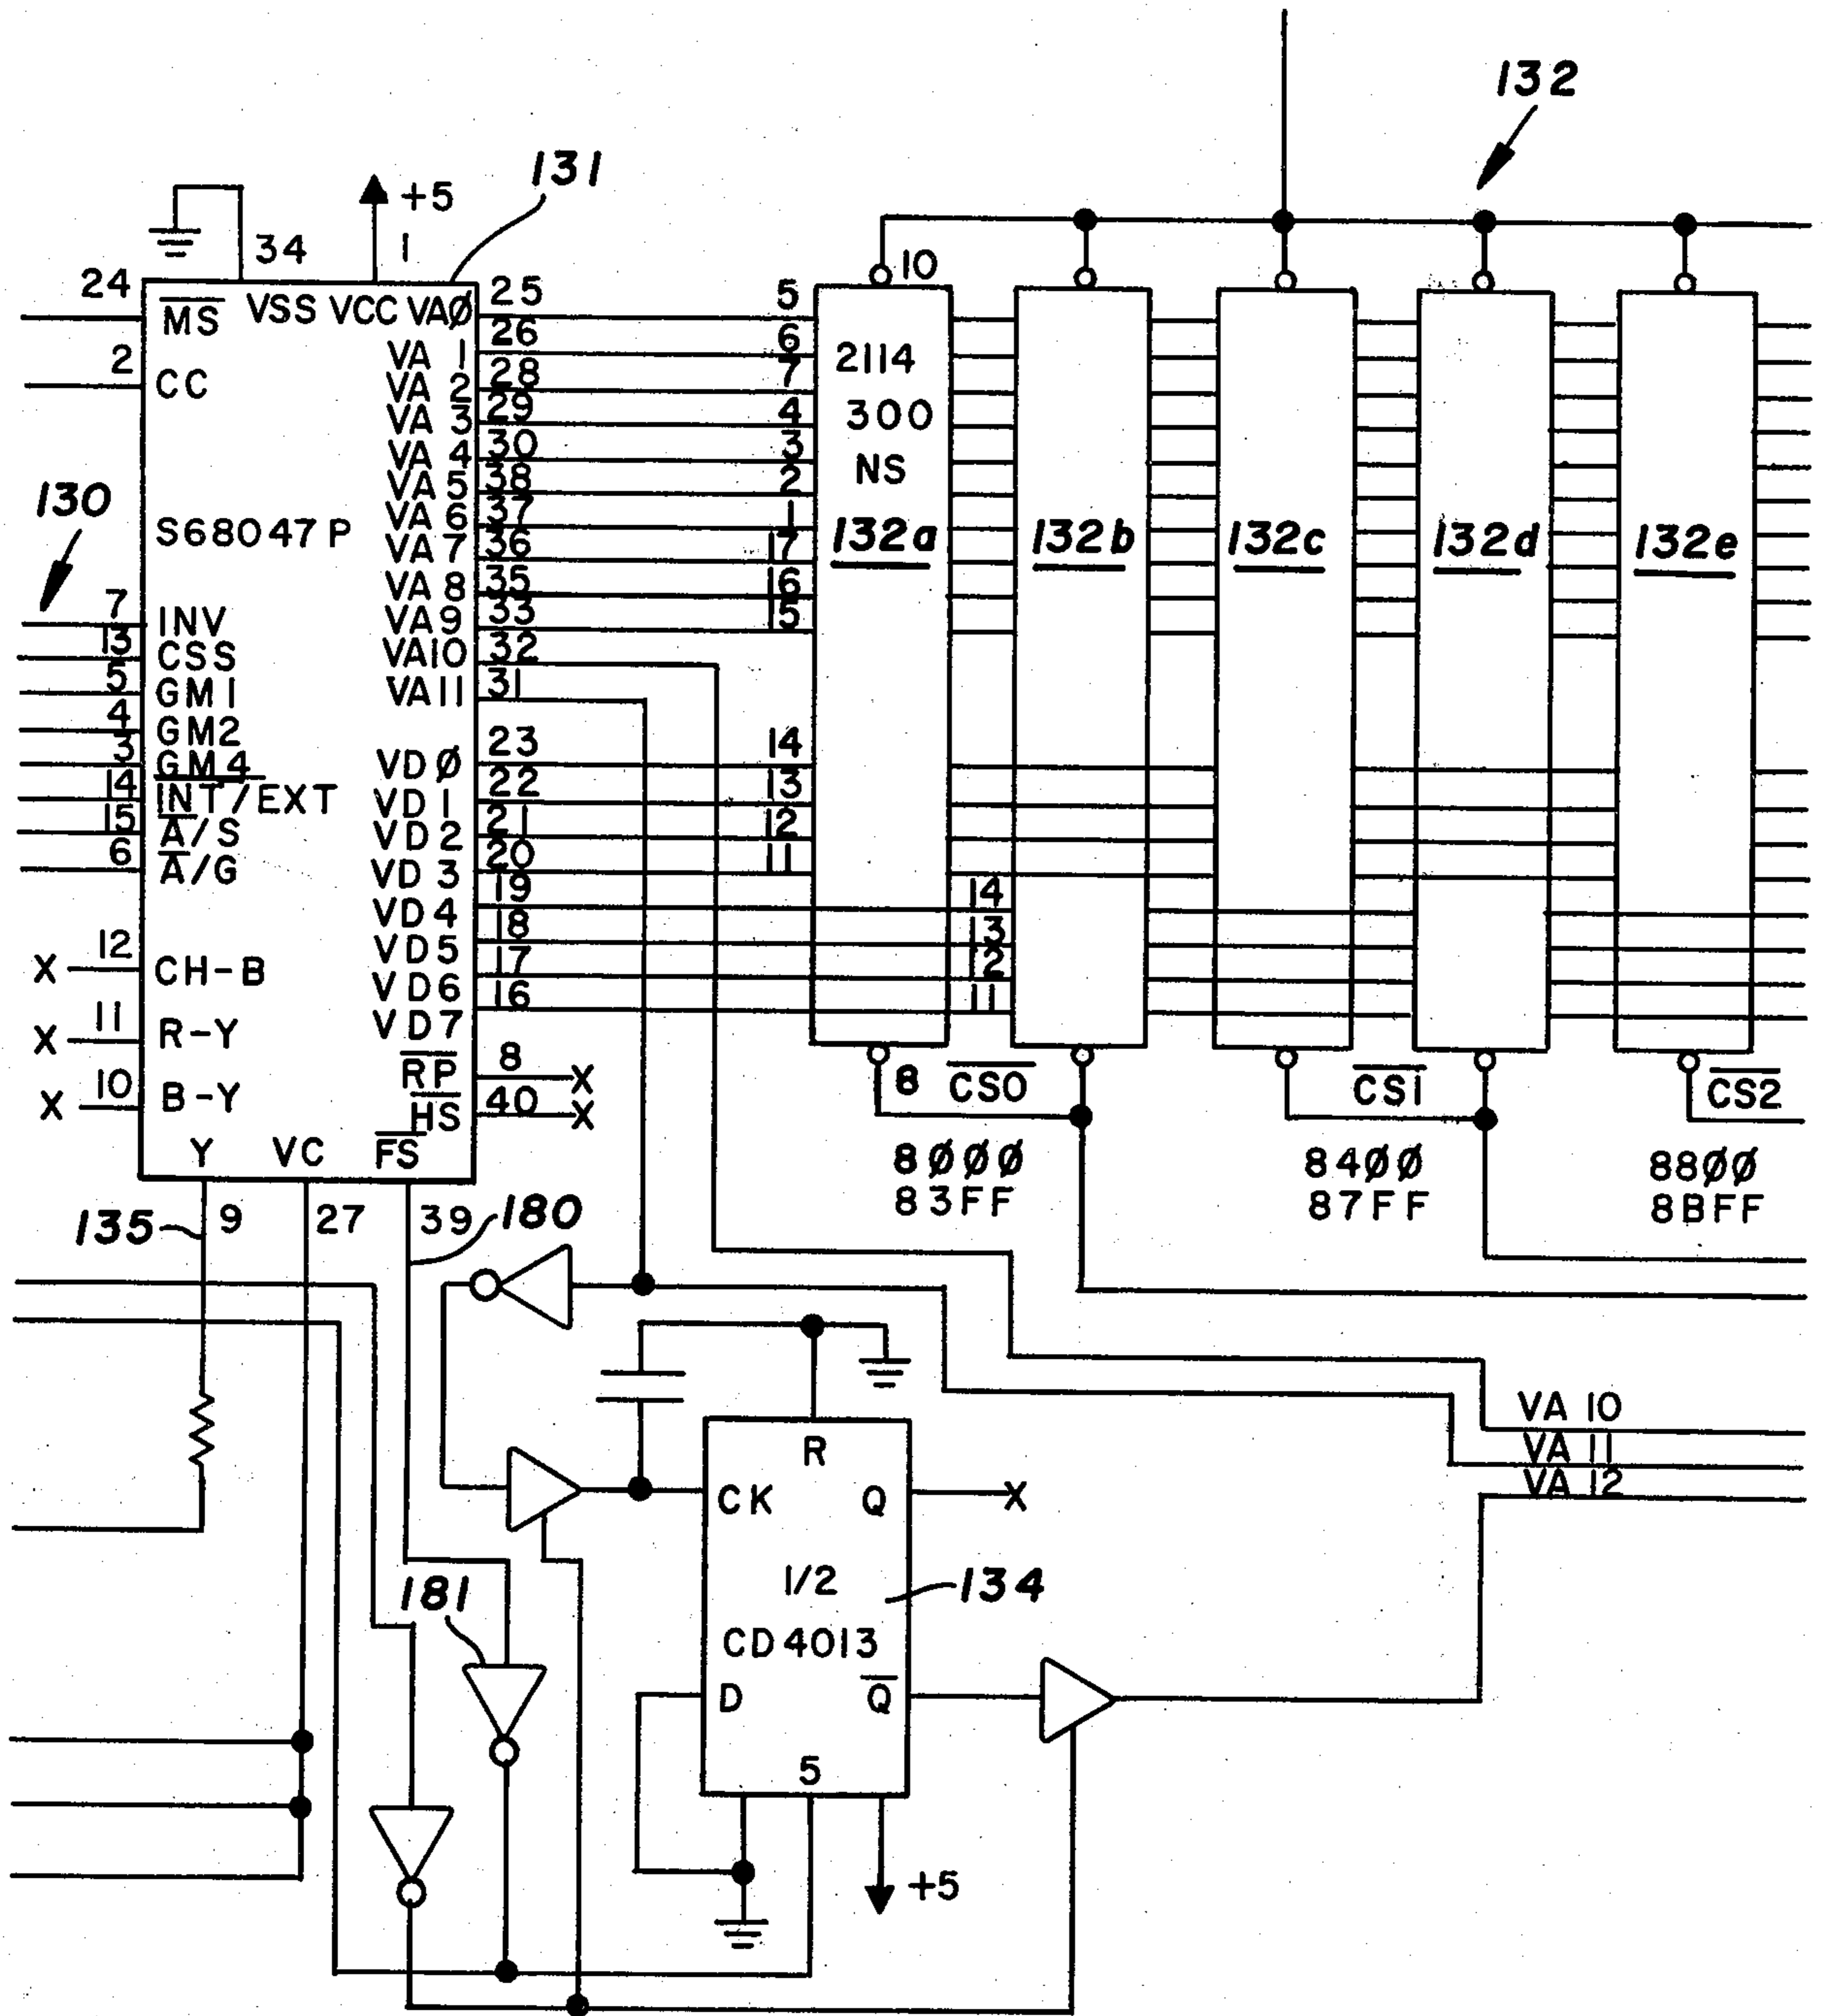 132
131
+5
34
1
24
MS
VSS
VCC
VAØ
25
5
10
26
6
2
CC
VA 1
28
7
2114
VA 2
29
4
300
VA 3
30
3
NS
VA 4
38
2
VA 5
37
1
130
S68047P
VA 6
36
17
132a
132b
132c
132d
132e
VA 7
35
16
VA 8
33
15
7
INV
VA9
32
13
CSS
VA10
31
5
GM1
VA11
4
GM2
23
14
3
GM4
VDØ
22
13
14
INT/EXT
VD1
21
12
15
A/S
VD2
20
11
6
A/G
VD3
19
14
VD4
18
13
12
CH-B
VD5
17
12
VD6
16
11
11
R-Y
VD7
RP
8
X
8
CS0
CS1
CS2
X
10
B-Y
HS
40
X
X
X
Y
VC
FS
8ØØØ
83FF
84ØØ
87FF
88ØØ
8BFF
135
9
27
39
180
VA 10
VA 11
VA 12
R
CK
Q
X
1/2
134
181
CD4013
D
Q
5
+5